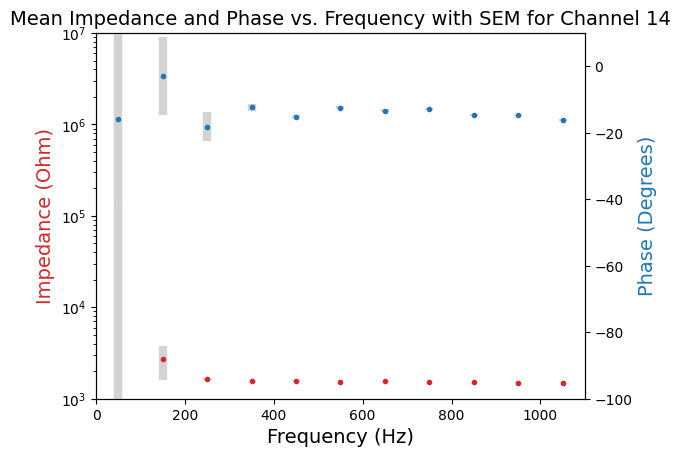 Mean Impedance and Phase vs. Frequency with SEM for Channel 14
Impedance (Ohm)
10^7
10^6
10^5
10^4
10^3
0
−20
−40
−60
−80
−100
Phase (Degrees)
0 200 400 600 800 1000
Frequency (Hz)